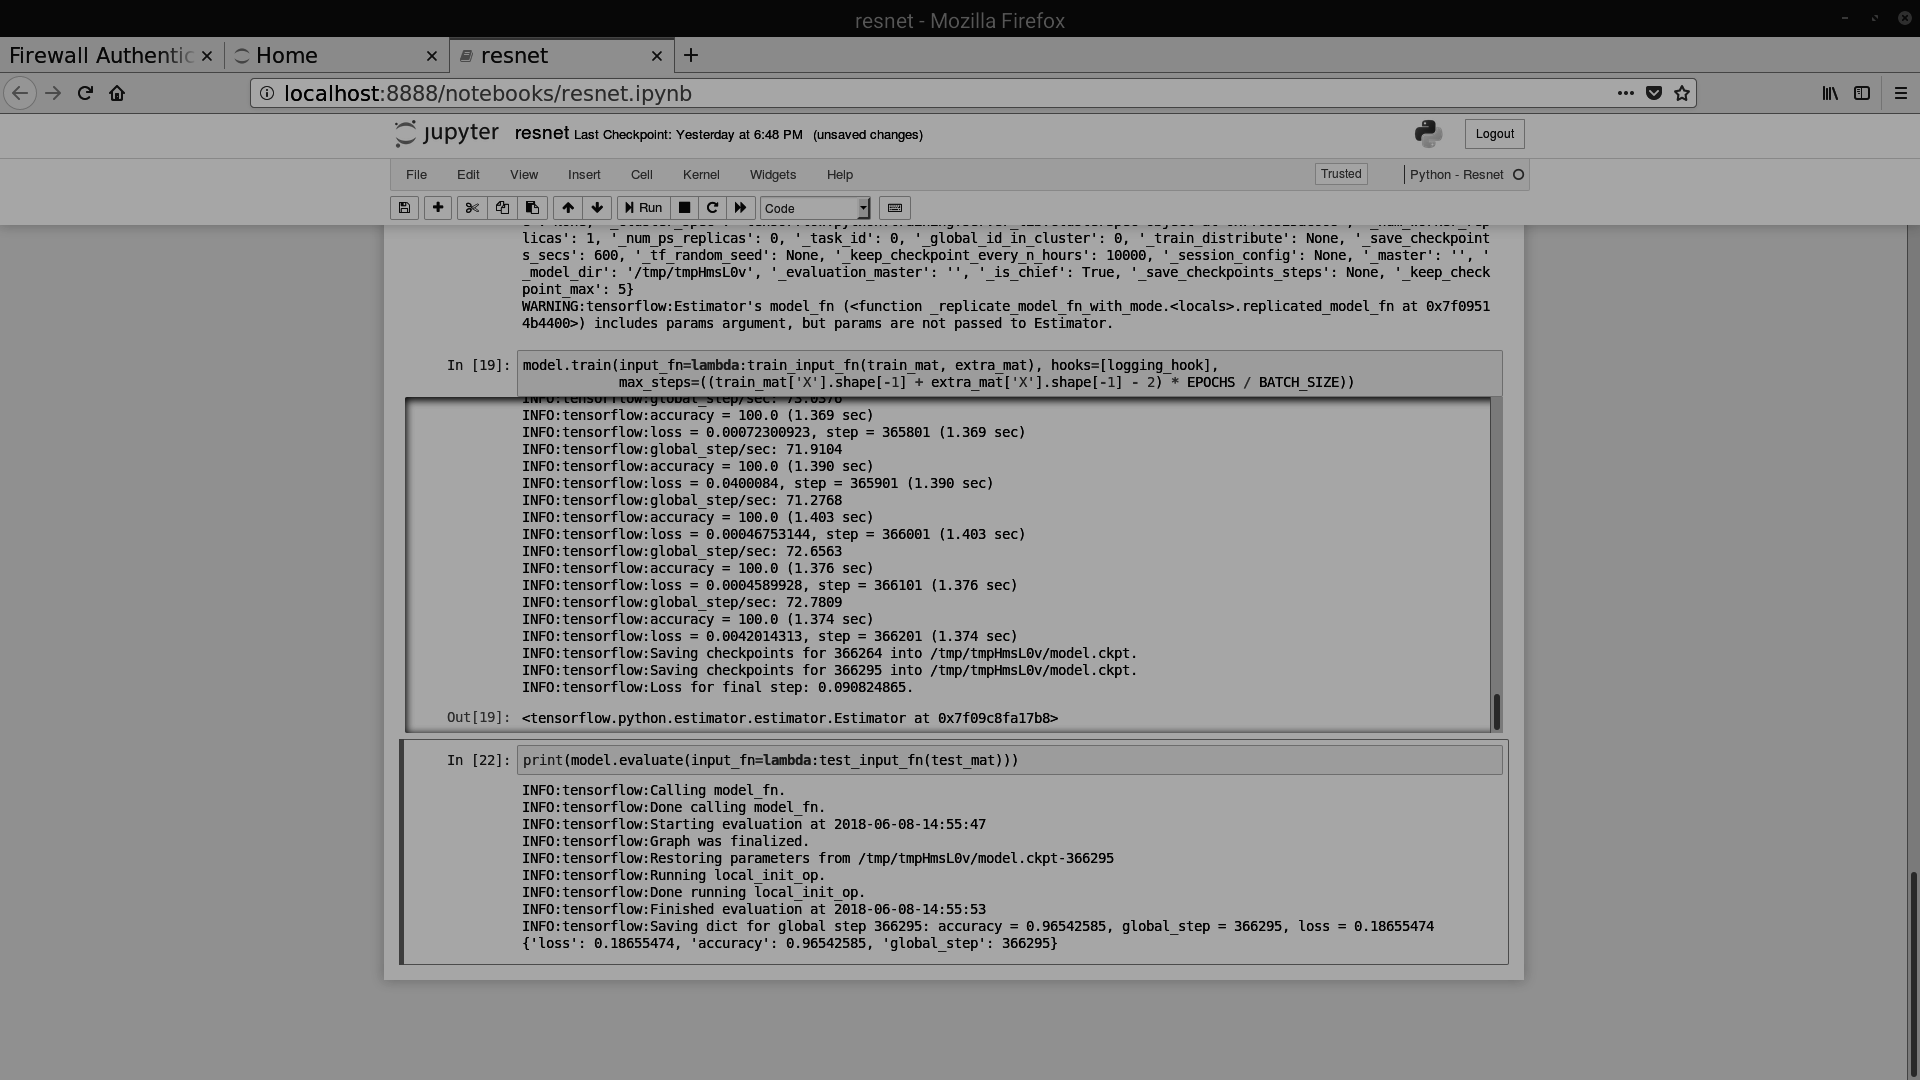 resnet - Mozilla Firefox
Firewall Authentic
Home
resnet
localhost:8888/notebooks/resnet.ipynb
jupyter resnet Last Checkpoint: Yesterday at 6:48 PM (unsaved changes)
Logout
File Edit View Insert Cell Kernel Widgets Help
Trusted
Python - Resnet
Run
Code
licas': 1, '_num_ps_replicas': 0, '_task_id': 0, '_global_id_in_cluster': 0, '_train_distribute': None, '_save_checkpoint
s_secs': 600, '_tf_random_seed': None, '_keep_checkpoint_every_n_hours': 10000, '_session_config': None, '_master': '', '
_model_dir': '/tmp/tmpHmsL0v', '_evaluation_master': '', '_is_chief': True, '_save_checkpoints_steps': None, '_keep_check
point_max': 5}
WARNING:tensorflow:Estimator's model_fn (<function _replicate_model_fn_with_mode.<locals>.replicated_model_fn at 0x7f0951
4b4400>) includes params argument, but params are not passed to Estimator.
In [19]: model.train(input_fn=lambda:train_input_fn(train_mat, extra_mat), hooks=[logging_hook],
max_steps=((train_mat['X'].shape[-1] + extra_mat['X'].shape[-1] - 2) * EPOCHS / BATCH_SIZE))
INFO:tensorflow:global_step/sec: 73.0376
INFO:tensorflow:accuracy = 100.0 (1.369 sec)
INFO:tensorflow:loss = 0.00072300923, step = 365801 (1.369 sec)
INFO:tensorflow:global_step/sec: 71.9104
INFO:tensorflow:accuracy = 100.0 (1.390 sec)
INFO:tensorflow:loss = 0.0400084, step = 365901 (1.390 sec)
INFO:tensorflow:global_step/sec: 71.2768
INFO:tensorflow:accuracy = 100.0 (1.403 sec)
INFO:tensorflow:loss = 0.00046753144, step = 366001 (1.403 sec)
INFO:tensorflow:global_step/sec: 72.6563
INFO:tensorflow:accuracy = 100.0 (1.376 sec)
INFO:tensorflow:loss = 0.0004589928, step = 366101 (1.376 sec)
INFO:tensorflow:global_step/sec: 72.7809
INFO:tensorflow:accuracy = 100.0 (1.374 sec)
INFO:tensorflow:loss = 0.0042014313, step = 366201 (1.374 sec)
INFO:tensorflow:Saving checkpoints for 366264 into /tmp/tmpHmsL0v/model.ckpt.
INFO:tensorflow:Saving checkpoints for 366295 into /tmp/tmpHmsL0v/model.ckpt.
INFO:tensorflow:Loss for final step: 0.090824865.
Out[19]: <tensorflow.python.estimator.estimator.Estimator at 0x7f09c8fa17b8>
In [22]: print(model.evaluate(input_fn=lambda:test_input_fn(test_mat)))
INFO:tensorflow:Calling model_fn.
INFO:tensorflow:Done calling model_fn.
INFO:tensorflow:Starting evaluation at 2018-06-08-14:55:47
INFO:tensorflow:Graph was finalized.
INFO:tensorflow:Restoring parameters from /tmp/tmpHmsL0v/model.ckpt-366295
INFO:tensorflow:Running local_init_op.
INFO:tensorflow:Done running local_init_op.
INFO:tensorflow:Finished evaluation at 2018-06-08-14:55:53
INFO:tensorflow:Saving dict for global step 366295: accuracy = 0.96542585, global_step = 366295, loss = 0.18655474
{'loss': 0.18655474, 'accuracy': 0.96542585, 'global_step': 366295}